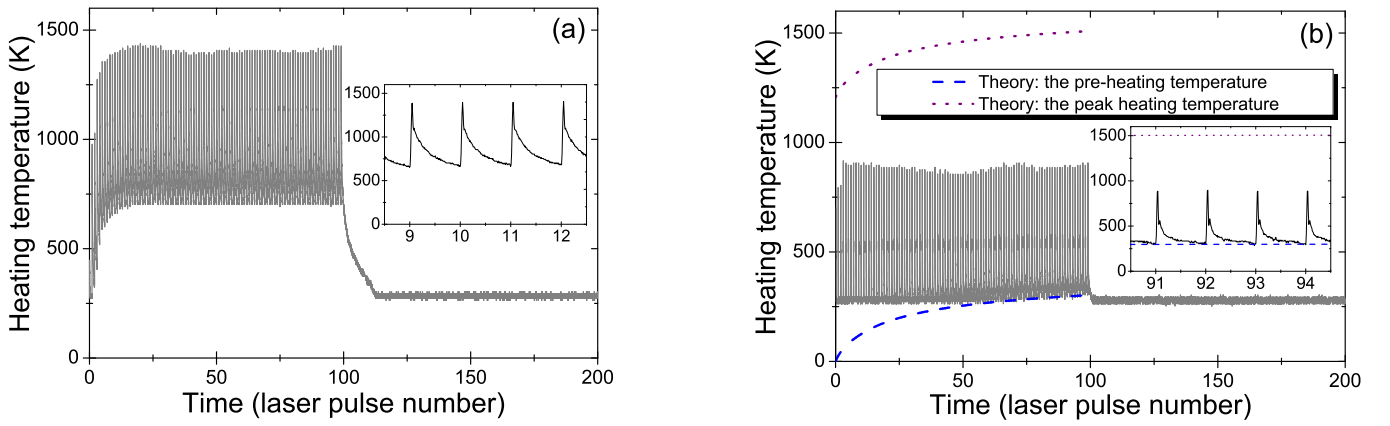 (a)
Heating temperature (K)
1500
1000
500
0
0 50 100 150 200
Time (laser pulse number)
1500
1000
500
0
9 10 11 12
(b)
Heating temperature (K)
1500
1000
500
0
0 50 100 150 200
Time (laser pulse number)
Theory: the pre-heating temperature
Theory: the peak heating temperature
1500
1000
500
0
91 92 93 94